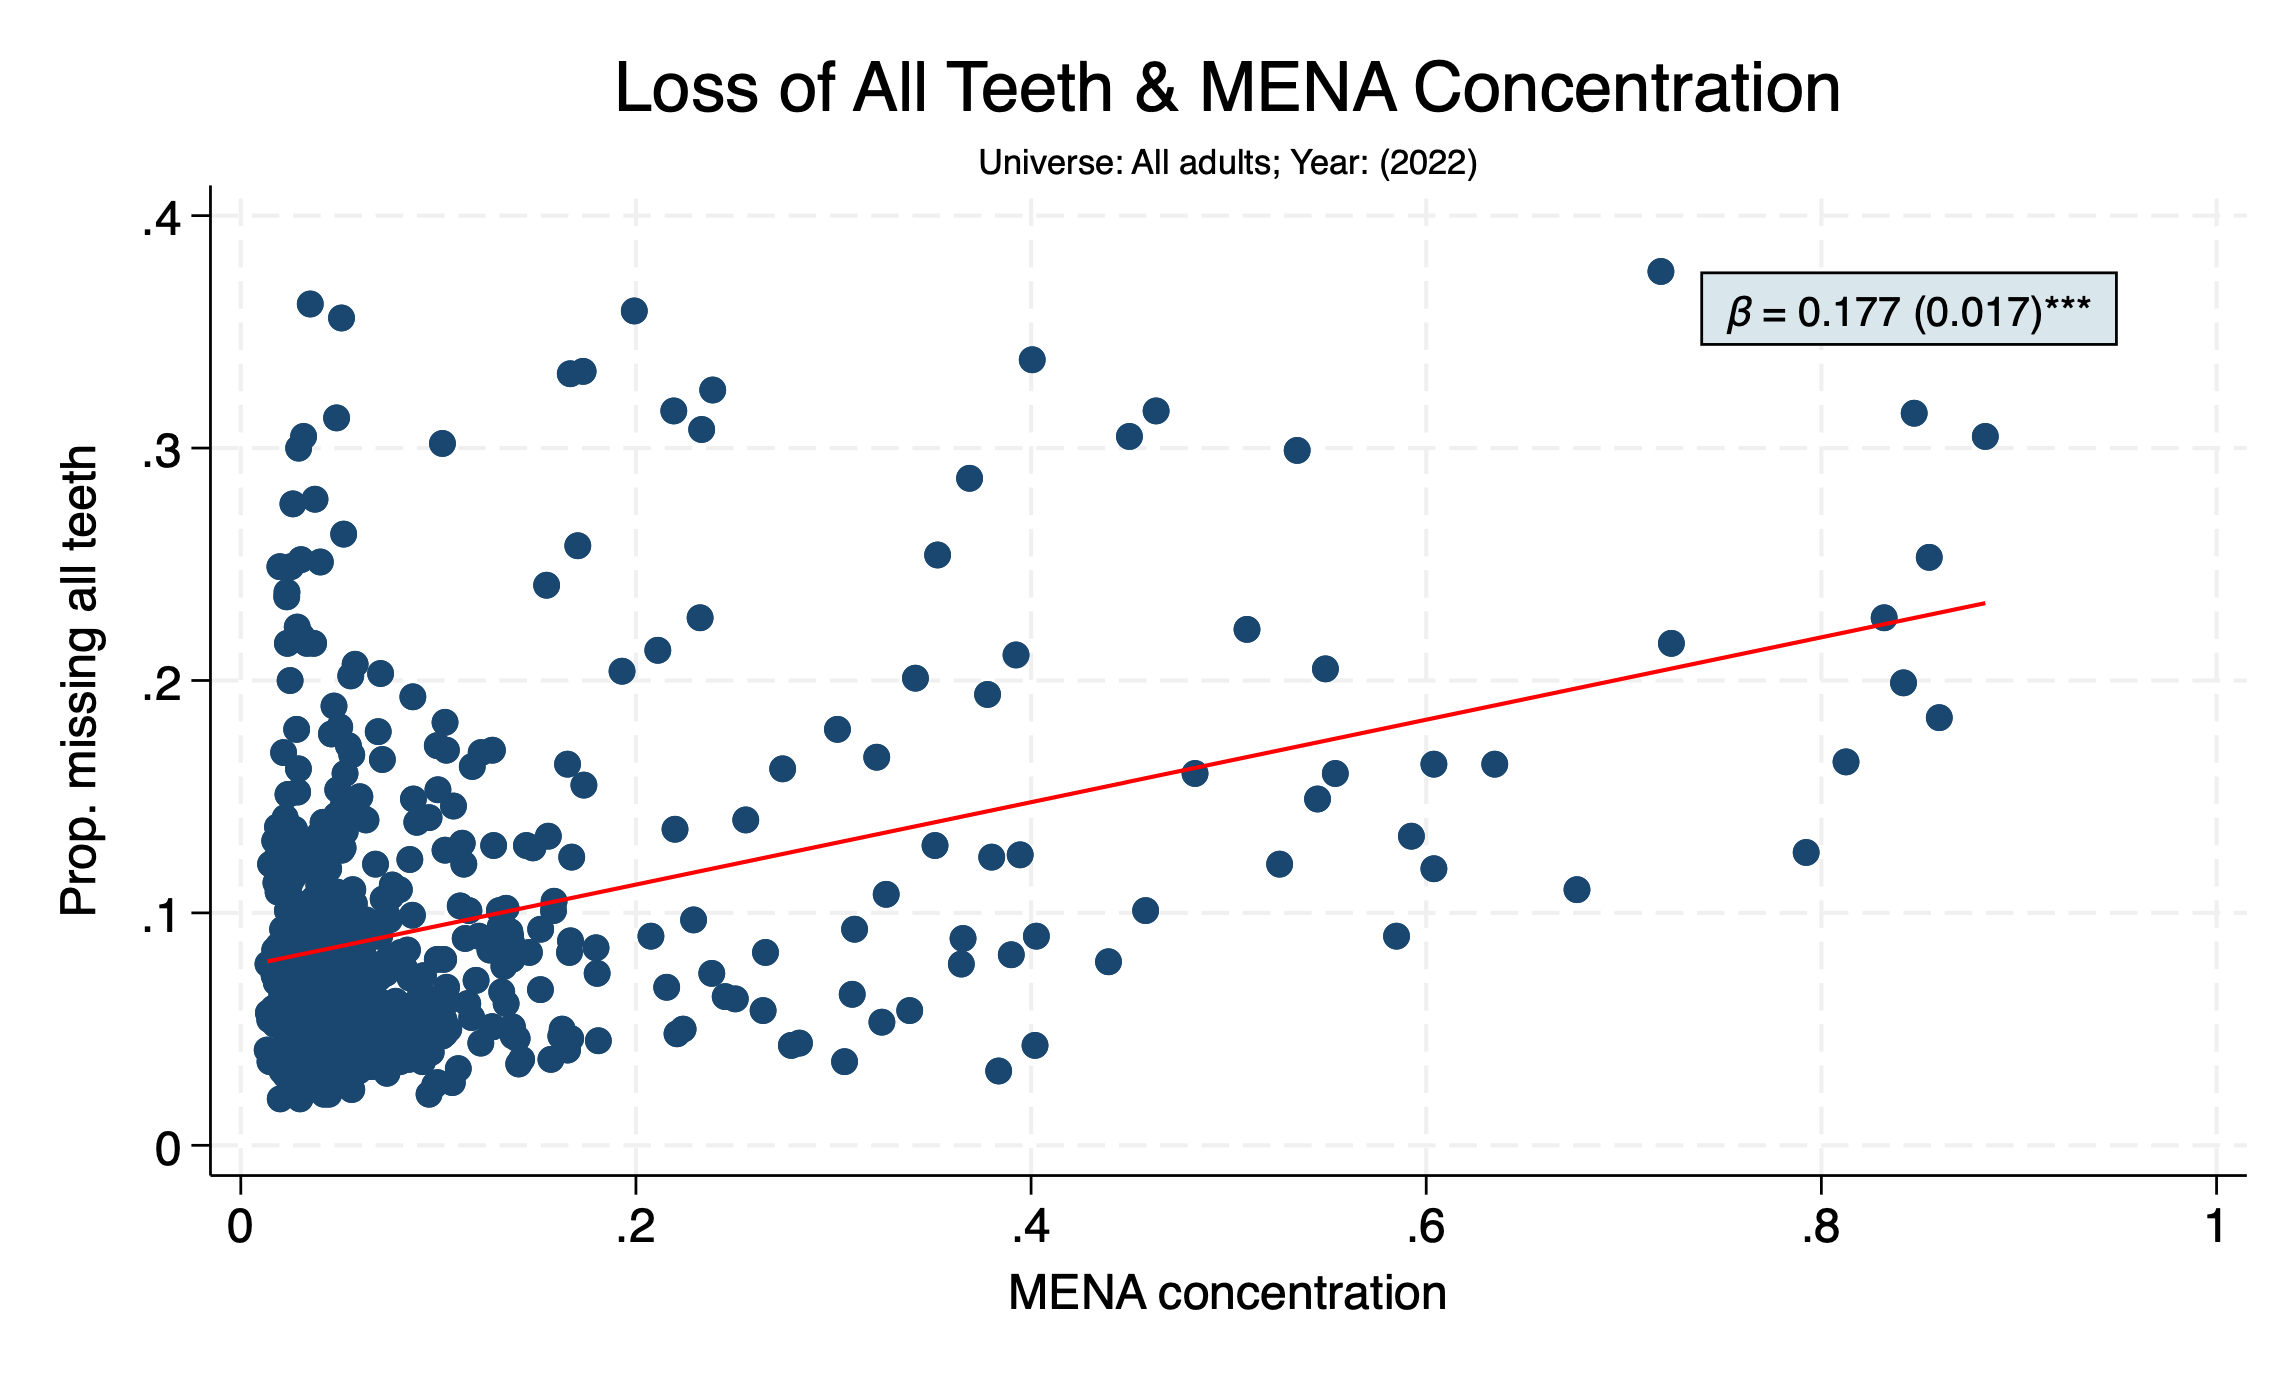 Loss of All Teeth & MENA Concentration
Universe: All adults; Year: (2022)
β = 0.177 (0.017)***
Prop. missing all teeth
.4
.3
.2
.1
0
0 .2 .4 .6 .8 1
MENA concentration